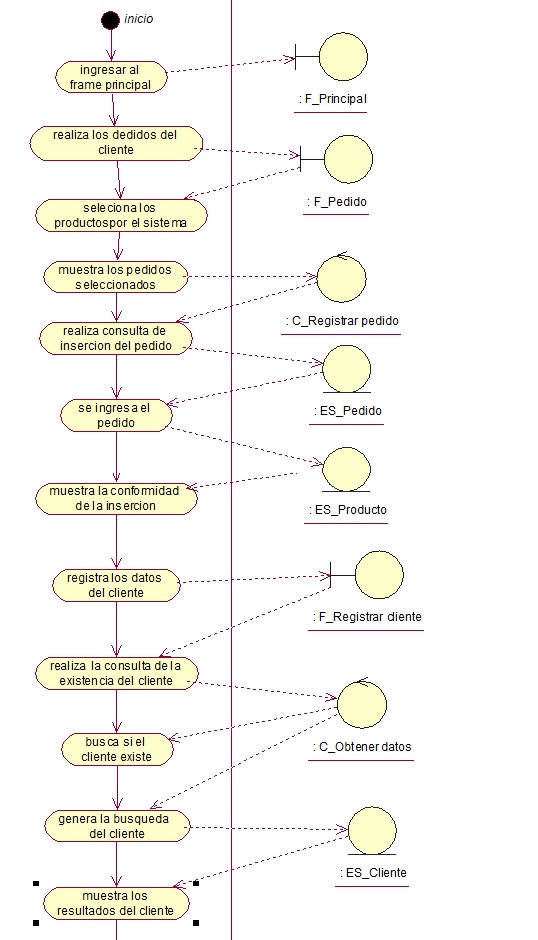 inicio
ingresar al
frame principal
: F_Principal
realiza los dedidos del
cliente
: F_Pedido
seleciona los
productospor el sistema
muestra los pedidos
seleccionados
: C_Registrar pedido
realiza consulta de
insercion del pedido
: ES_Pedido
se ingresa el
pedido
: ES_Producto
muestra la conformidad
de la insercion
registra los datos
del cliente
: F_Registrar cliente
realiza la consulta de la
existencia del cliente
: C_Obtener datos
busca si el
cliente existe
genera la busqueda
del cliente
: ES_Cliente
muestra los
resultados del cliente